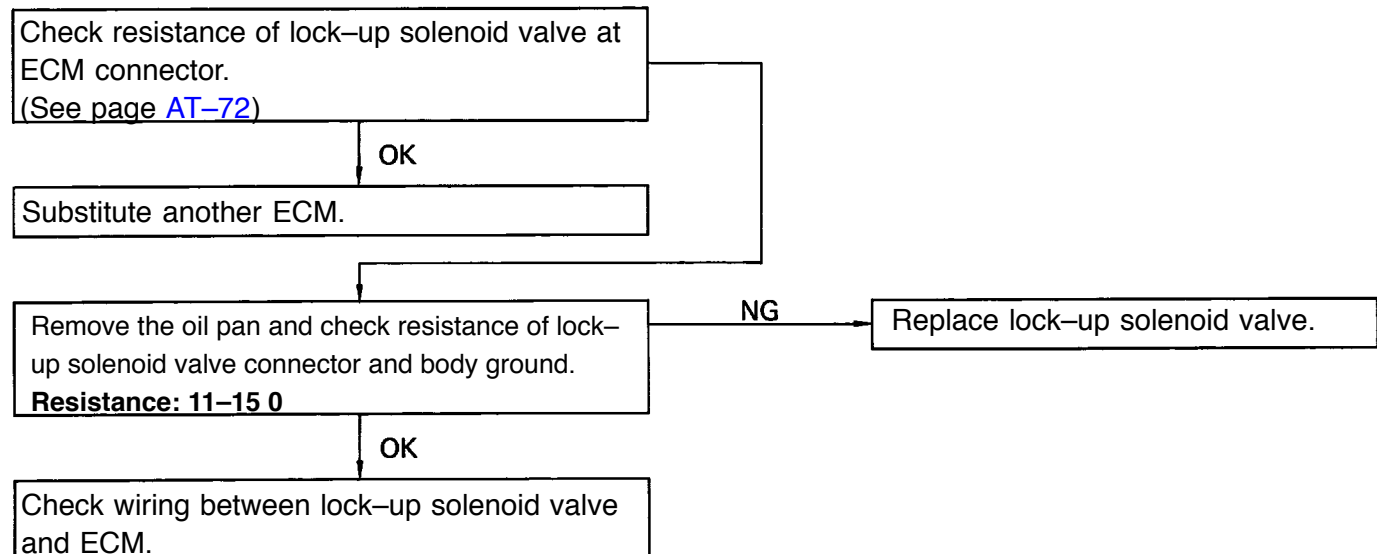 Check resistance of lock–up solenoid valve at
ECM connector.
(See page AT–72)
OK
Substitute another ECM.
Remove the oil pan and check resistance of lock–
up solenoid valve connector and body ground.
Resistance: 11–15 0
NG
Replace lock–up solenoid valve.
OK
Check wiring between lock–up solenoid valve
and ECM.